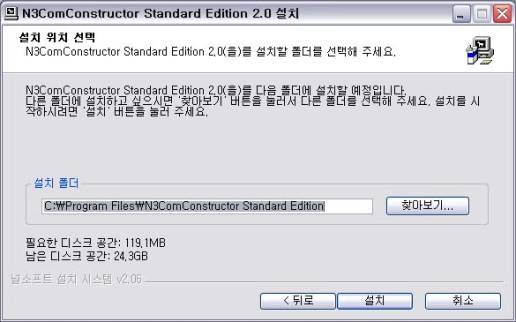 N3ComConstructor Standard Edition 2.0 설치
설치 위치 선택
N3ComConstructor Standard Edition 2.0(을)를 설치할 폴더를 선택해 주세요.
N3ComConstructor Standard Edition 2.0(을)를 다음 폴더에 설치할 예정입니다.
다른 폴더에 설치하고 싶으시면 '찾아보기' 버튼을 눌러서 다른 폴더를 선택해 주세요. 설치를 시
작하시려면 '설치' 버튼을 눌러 주세요.
설치 폴더
C:₩Program Files₩N3ComConstructor Standard Edition
찾아보기...
필요한 디스크 공간: 119.1MB
남은 디스크 공간: 24.3GB
널소프트 설치 시스템 v2.06
< 뒤로
설치
취소